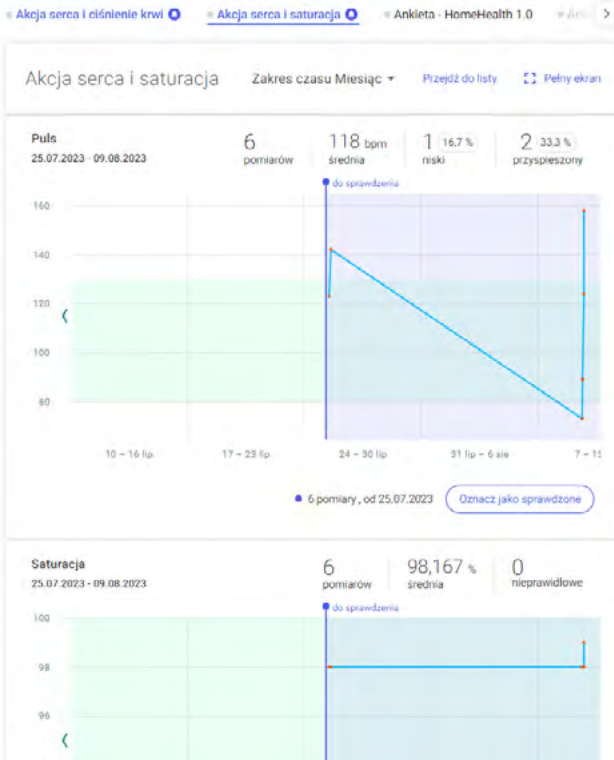 Akcja serca i ciśnienie krwi
Akcja serca i saturacja
Ankieta - HomeHealth 1.0
Akcja serca i saturacja
Zakres czasu Miesiąc
Przejdź do listy
Pełny ekran
Puls
25.07.2023 - 09.08.2023
6 pomiarów
118 bpm średnia
1 16.7 % niski
2 33.3 % przyspieszony
do sprawdzenia
160
140
120
100
80
10 – 16 lip.
17 – 23 lip.
24 – 30 lip.
31 lip – 6 sie
7 – 1
6 pomiary, od 25.07.2023
Oznacz jako sprawdzone
Saturacja
25.07.2023 - 09.08.2023
6 pomiarów
98,167 % średnia
0 nieprawidłowe
do sprawdzenia
100
98
96